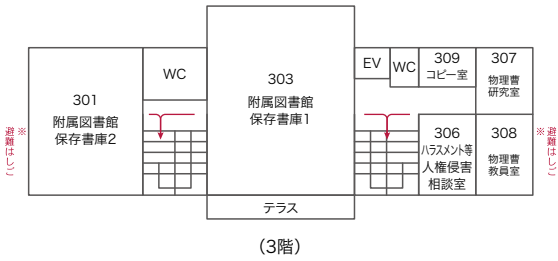 301
附属図書館
保存書庫2
WC
303
附属図書館
保存書庫1
EV
WC
309
コピー室
307
物理曹
研究室
306
ハラスメント等
人権侵害
相談室
308
物理曹
教員室
※
避難はしご
※
避難はしご
テラス
（3階）